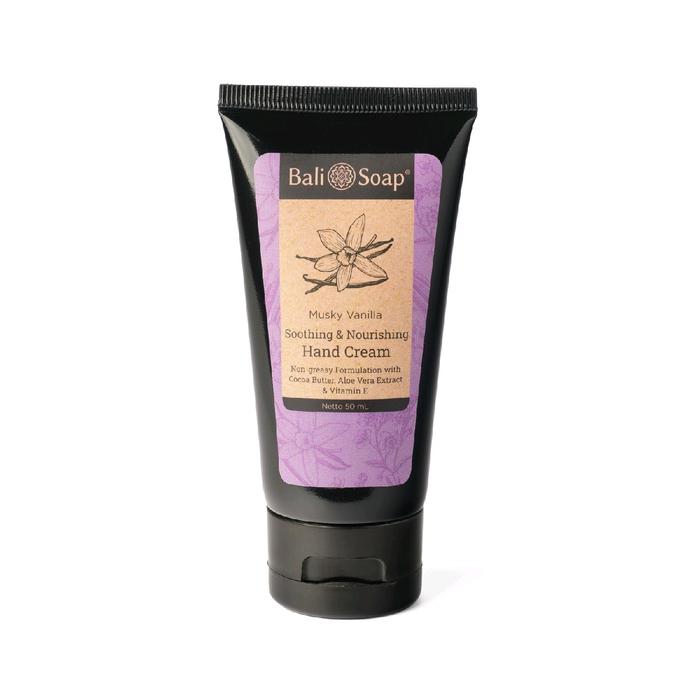 Bali Soap®
Musky Vanilla
Soothing & Nourishing
Hand Cream
Non-greasy Formulation with
Cocoa Butter, Aloe Vera Extract
& Vitamin E
Netto 50 mL